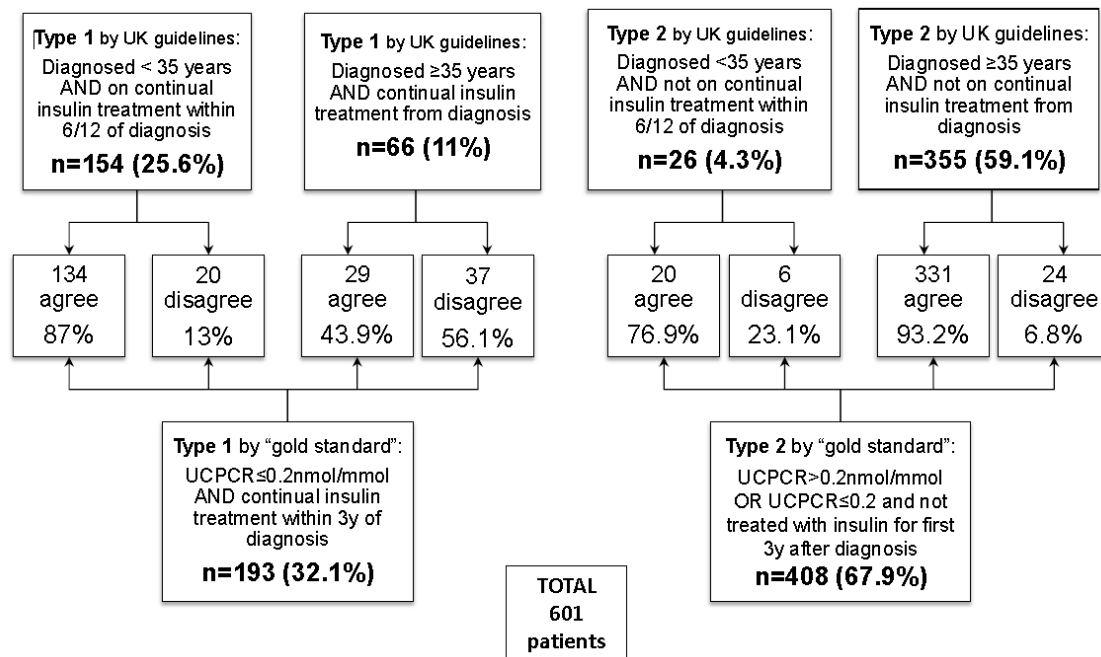 Type 1 by UK guidelines:
Diagnosed < 35 years
AND on continual
insulin treatment within
6/12 of diagnosis
n=154 (25.6%)
Type 1 by UK guidelines:
Diagnosed ≥35 years
AND continual insulin
treatment from diagnosis
n=66 (11%)
Type 2 by UK guidelines:
Diagnosed <35 years
AND not on continual
insulin treatment within
6/12 of diagnosis
n=26 (4.3%)
Type 2 by UK guidelines:
Diagnosed ≥35 years
AND not on continual
insulin treatment from
diagnosis
n=355 (59.1%)
134
agree
87%
20
disagree
13%
29
agree
43.9%
37
disagree
56.1%
20
agree
76.9%
6
disagree
23.1%
331
agree
93.2%
24
disagree
6.8%
Type 1 by “gold standard”:
UCPCR≤0.2nmol/mmol
AND continual insulin
treatment within 3y of
diagnosis
n=193 (32.1%)
Type 2 by “gold standard”:
UCPCR>0.2nmol/mmol
OR UCPCR≤0.2 and not
treated with insulin for first
3y after diagnosis
n=408 (67.9%)
TOTAL
601
patients